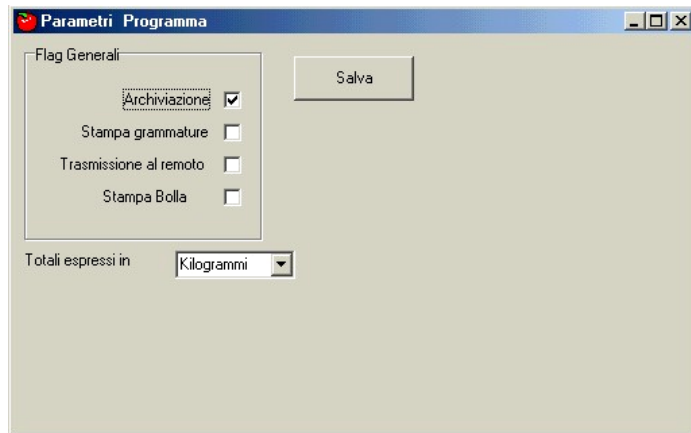 Parametri Programma
Flag Generali
Salva
Archiviazione
Stampa grammature
Trasmissione al remoto
Stampa Bolla
Totali espressi in Kilogrammi